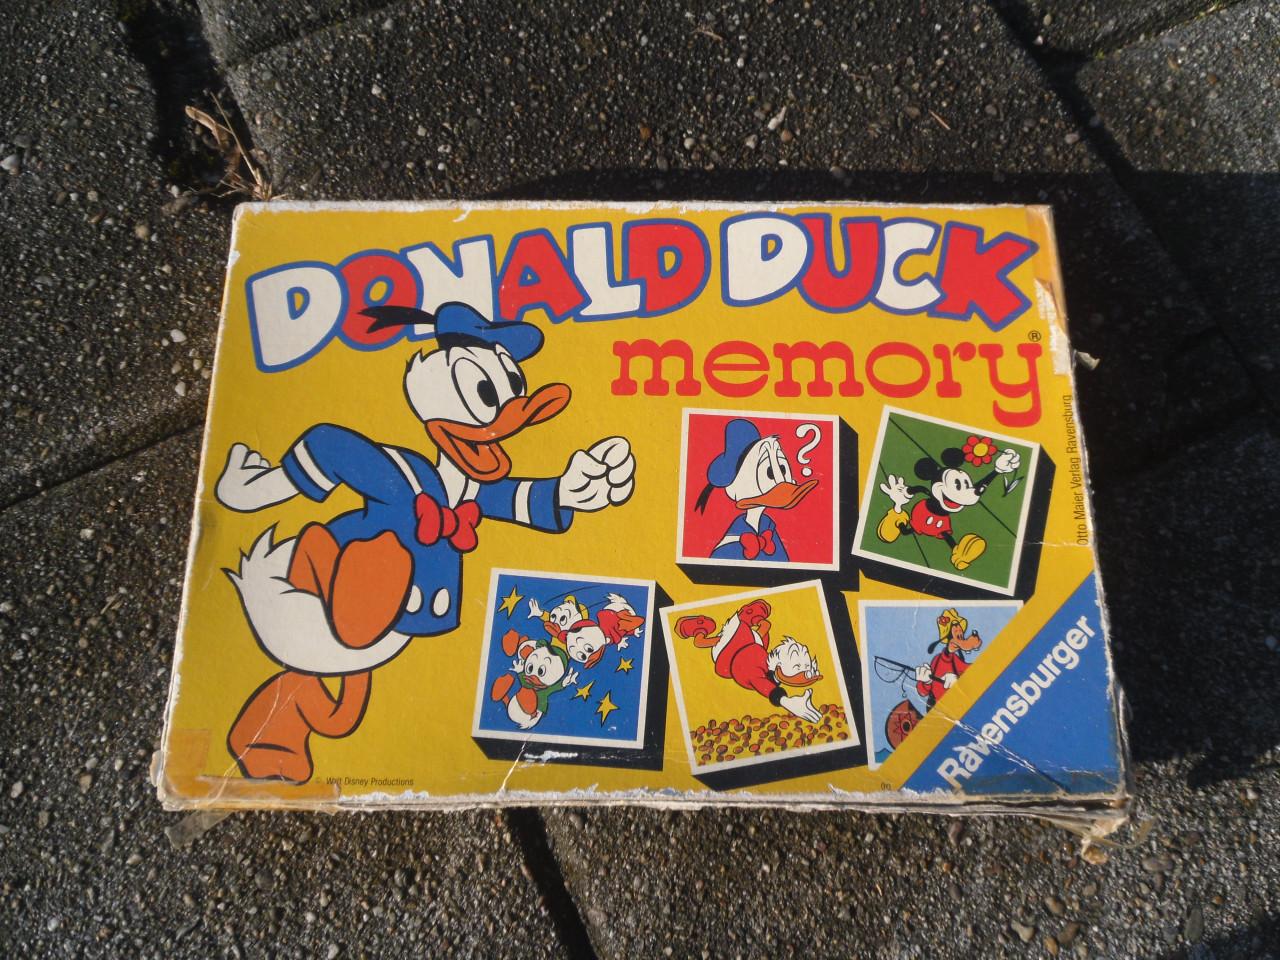 DONALD DUCK
memory®
?
Otto Maier Verlag Ravensburg
Ravensburger
© Walt Disney Productions